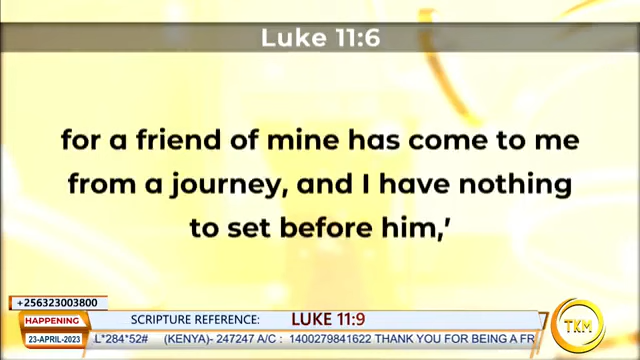 Luke 11:6
for a friend of mine has come to me
from a journey, and I have nothing
to set before him,’
+256323003800
HAPPENING
SCRIPTURE REFERENCE: LUKE 11:9
23-APRIL-2023
L*284*52# (KENYA)- 247247 A/C : 1400279841622 THANK YOU FOR BEING A FR
TKM